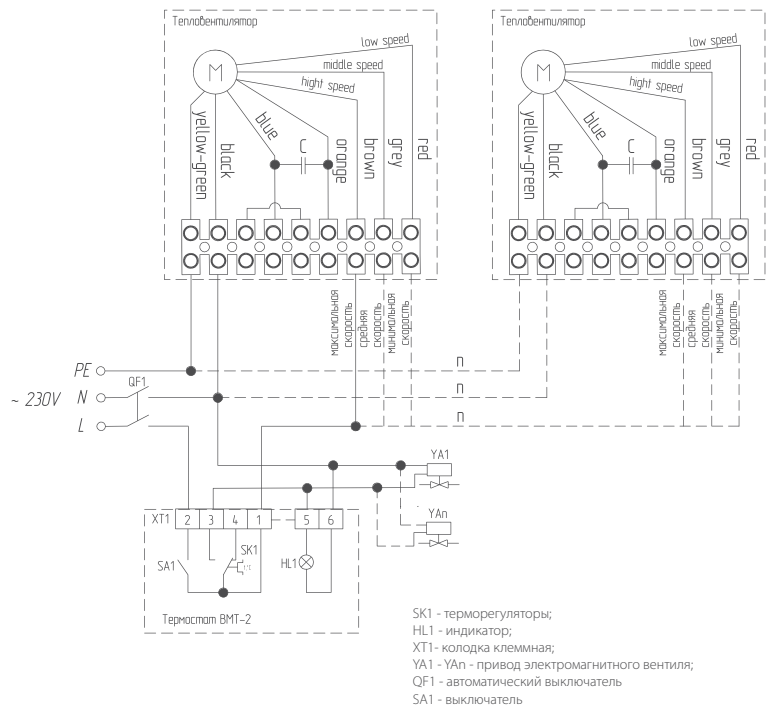 Тепловентилятор
low speed
middle speed
hight speed
M
yellow-green
black
blue
C
orange
brown
grey
red
максимальная
скорость
средняя
скорость
минимальная
скорость
Тепловентилятор
low speed
middle speed
hight speed
M
yellow-green
black
blue
C
orange
brown
grey
red
максимальная
скорость
средняя
скорость
минимальная
скорость
PE
n
QF1
~ 230V N
n
L
n
YA1
XT1 2 3 4 1 5 6
YAn
SA1
SK1
t°
HL1
Термостат ВМТ-2
SK1 - терморегуляторы;
HL1 - индикатор;
XT1- колодка клеммная;
YA1 - YAn - привод электромагнитного вентиля;
QF1 - автоматический выключатель
SA1 - выключатель